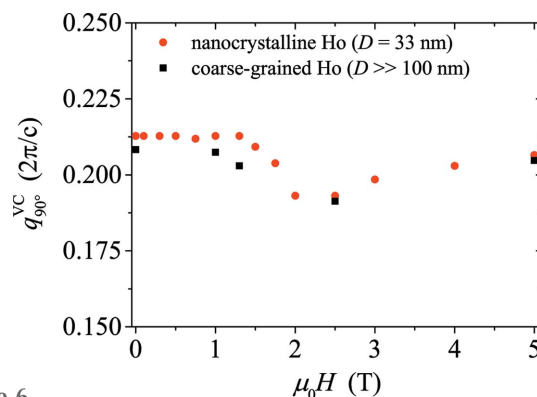 0.250
nanocrystalline Ho (D = 33 nm)
coarse-grained Ho (D >> 100 nm)
0.225
0.200
0.175
0.150
q90°VC (2π/c)
0 1 2 3 4 5
μ0H (T)